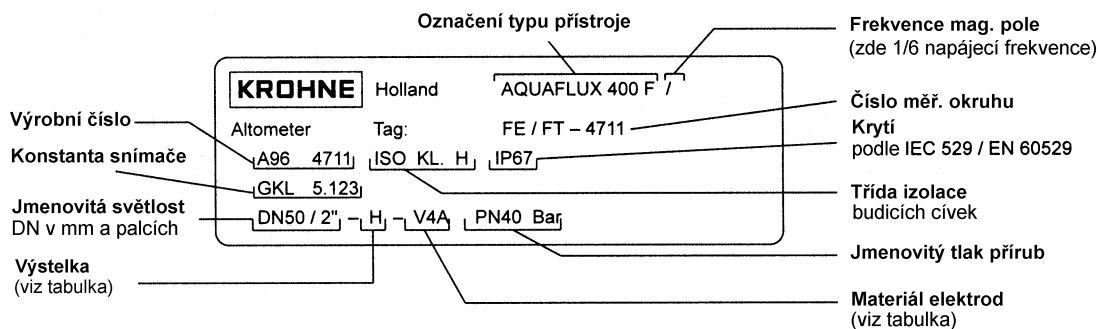 Označení typu přístroje
Frekvence mag. pole
(zde 1/6 napájecí frekvence)
KROHNE Holland AQUAFLUX 400 F /
Výrobní číslo
Číslo měř. okruhu
Altometer Tag: FE / FT – 4711
Krytí
podle IEC 529 / EN 60529
Konstanta snímače
A96 4711 ISO KL. H IP67
GKL 5.123
Třída izolace
budicích cívek
Jmenovitá světlost
DN v mm a palcích
DN50 / 2" – H – V4A PN40 Bar
Jmenovitý tlak přírub
Výstelka
(viz tabulka)
Materiál elektrod
(viz tabulka)